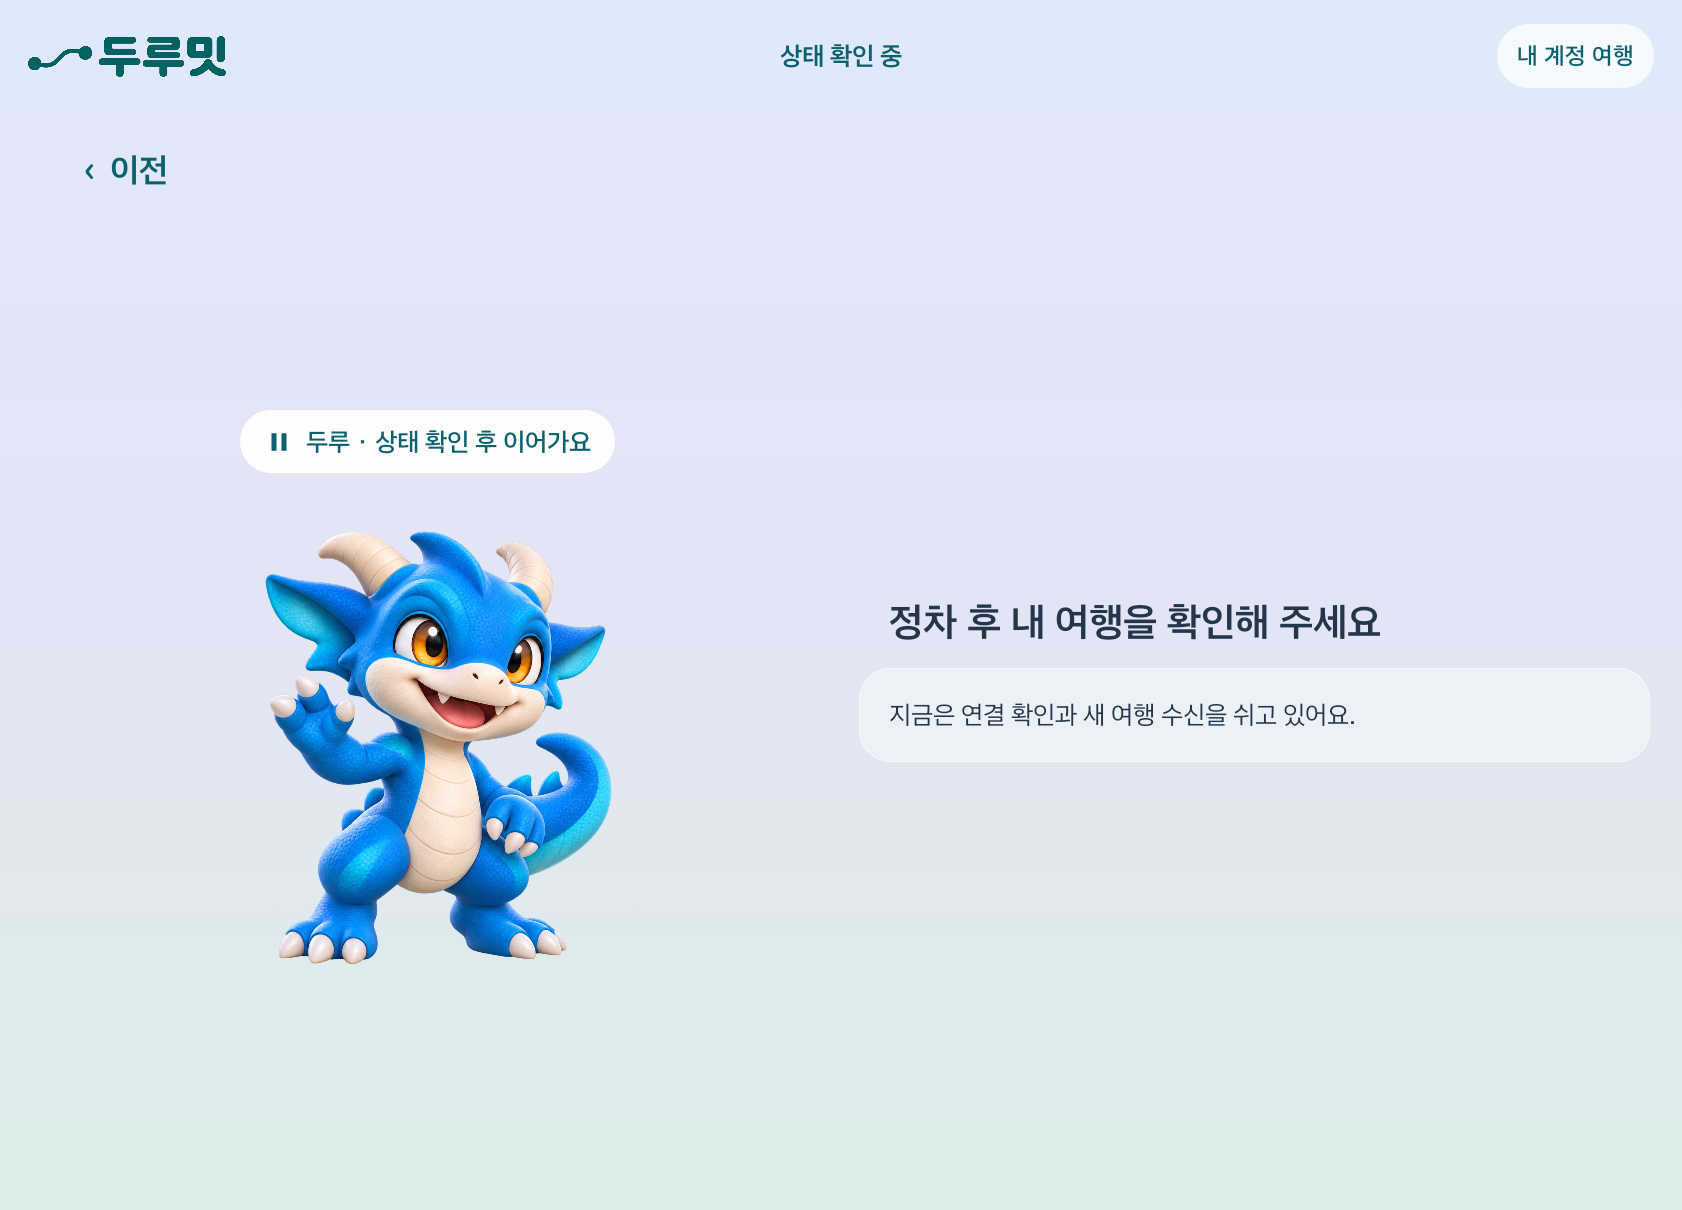 두루밋
상태 확인 중
내 계정 여행
‹ 이전
두루 · 상태 확인 후 이어가요
정차 후 내 여행을 확인해 주세요
지금은 연결 확인과 새 여행 수신을 쉬고 있어요.